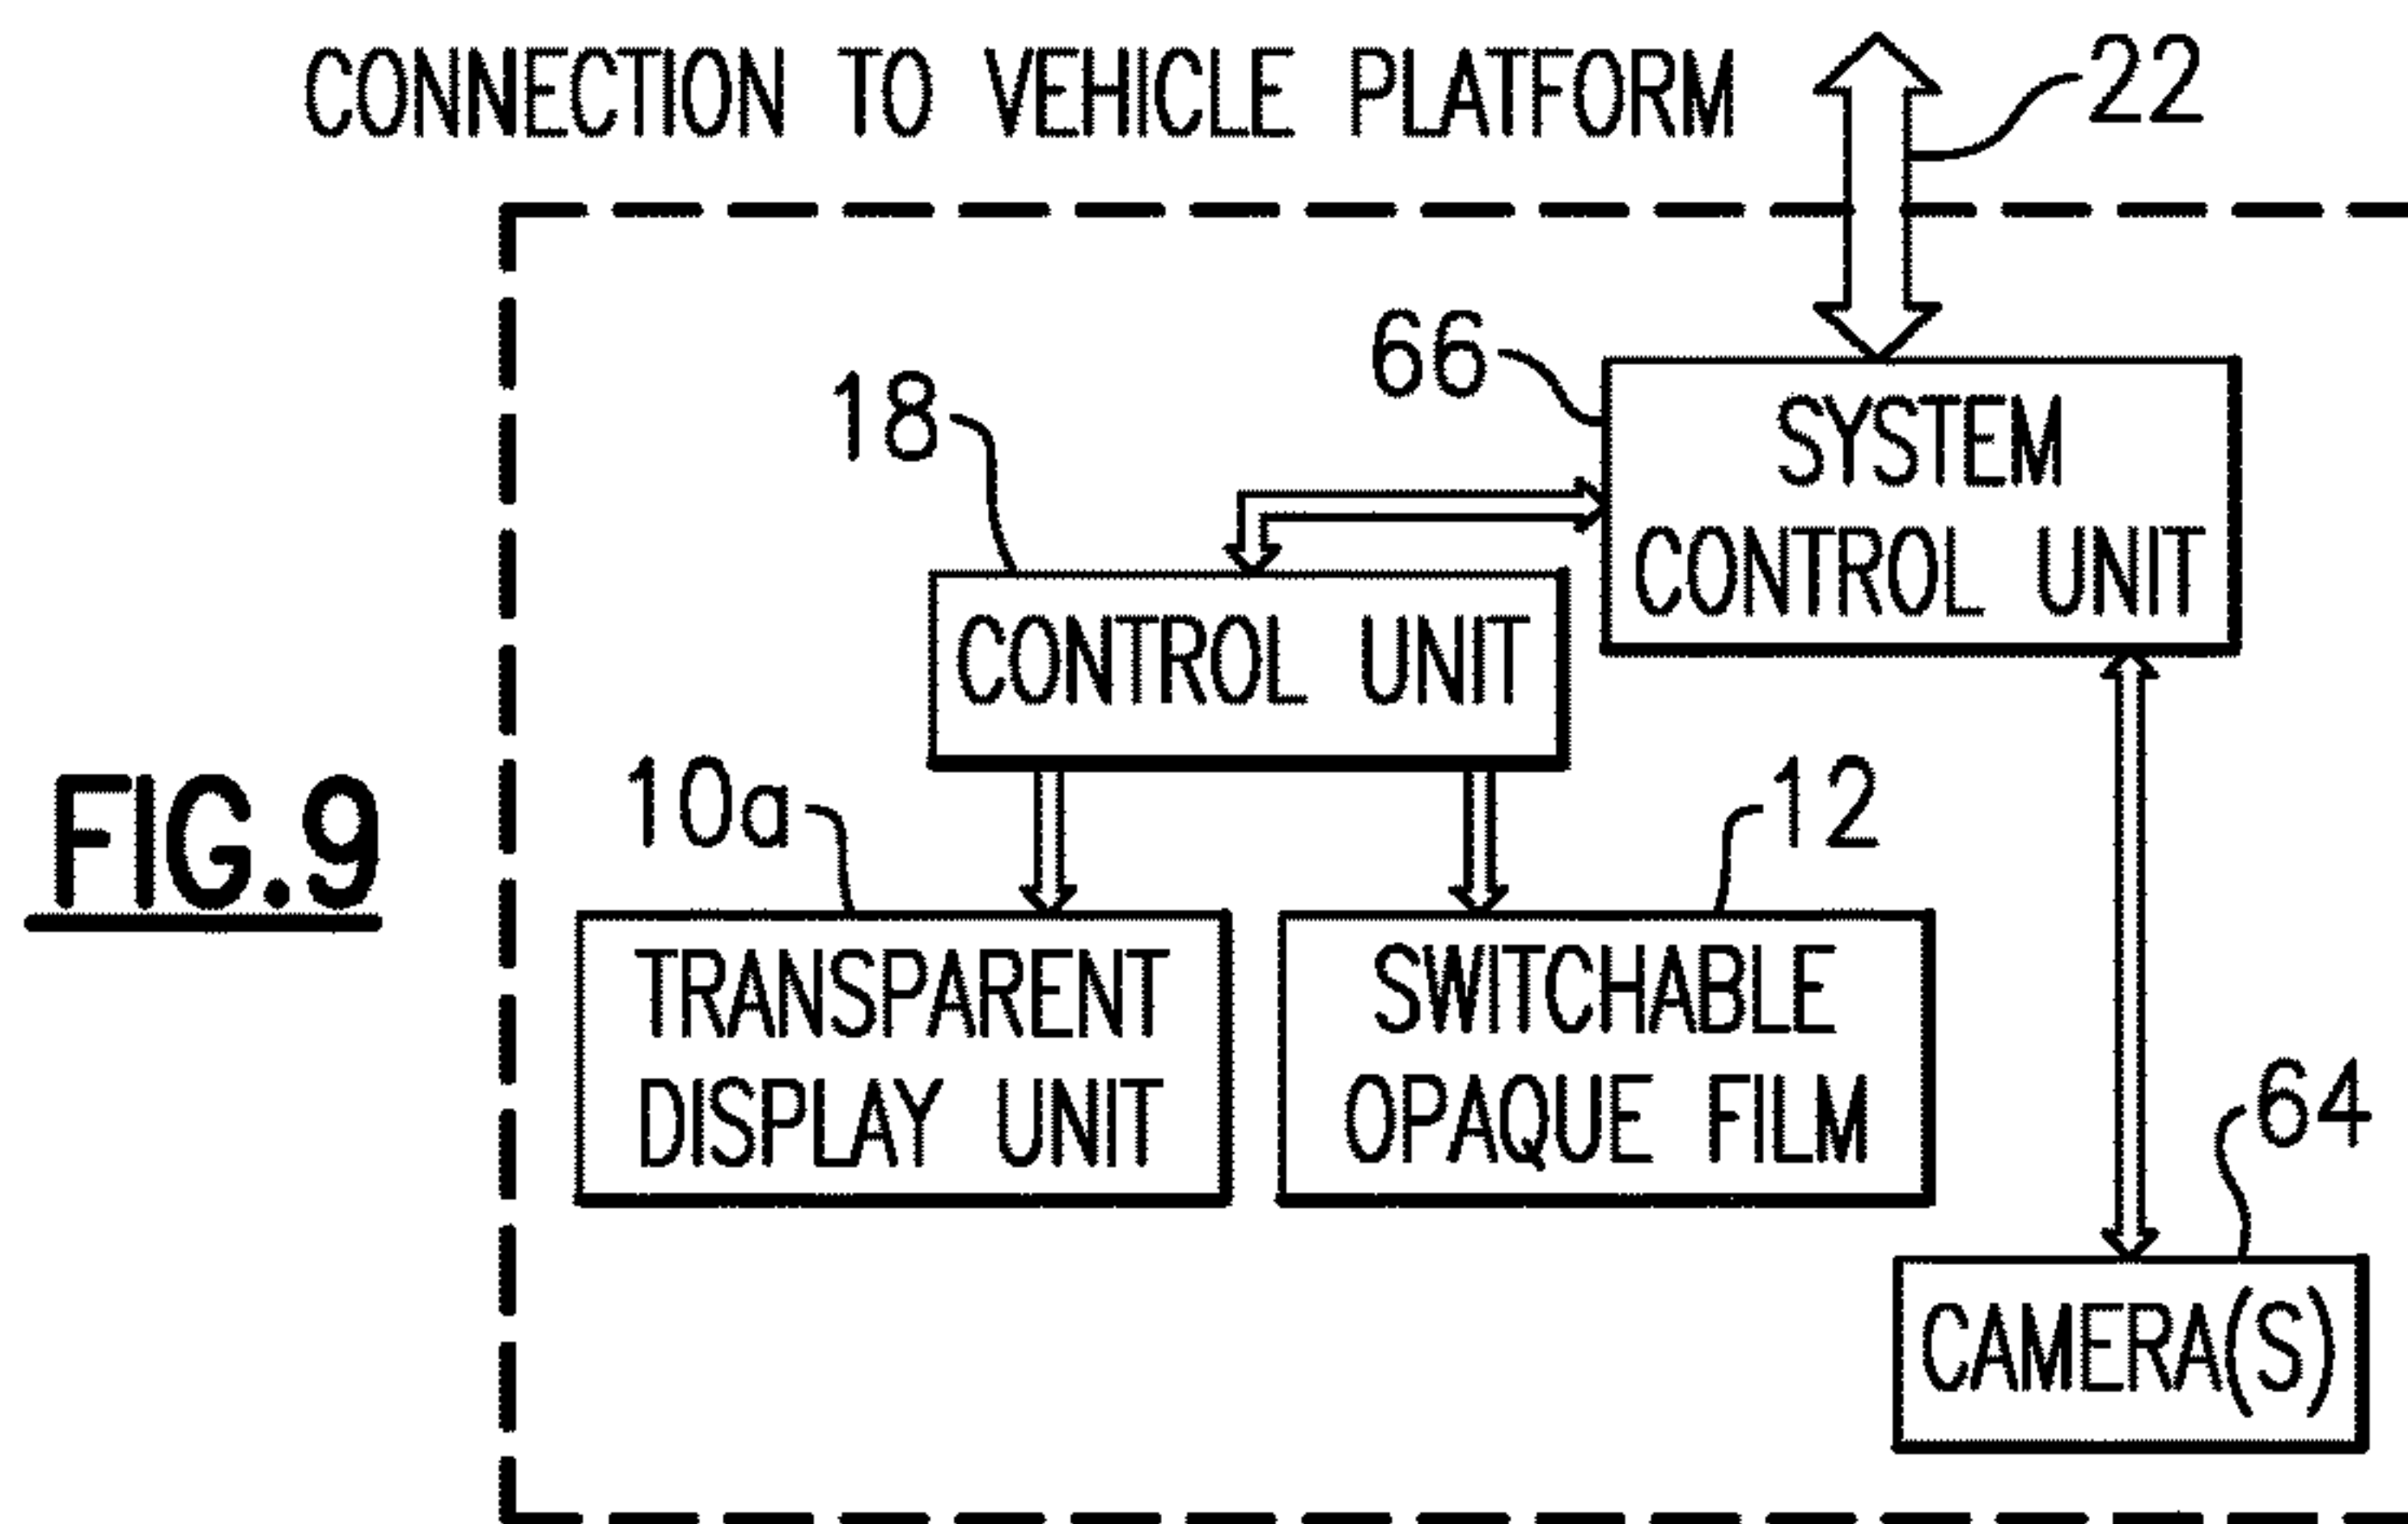 CONNECTION TO VEHICLE PLATFORM
22
66
18
SYSTEM
CONTROL UNIT
CONTROL UNIT
FIG.9
10a
12
TRANSPARENT
DISPLAY UNIT
SWITCHABLE
OPAQUE FILM
64
CAMERA(S)